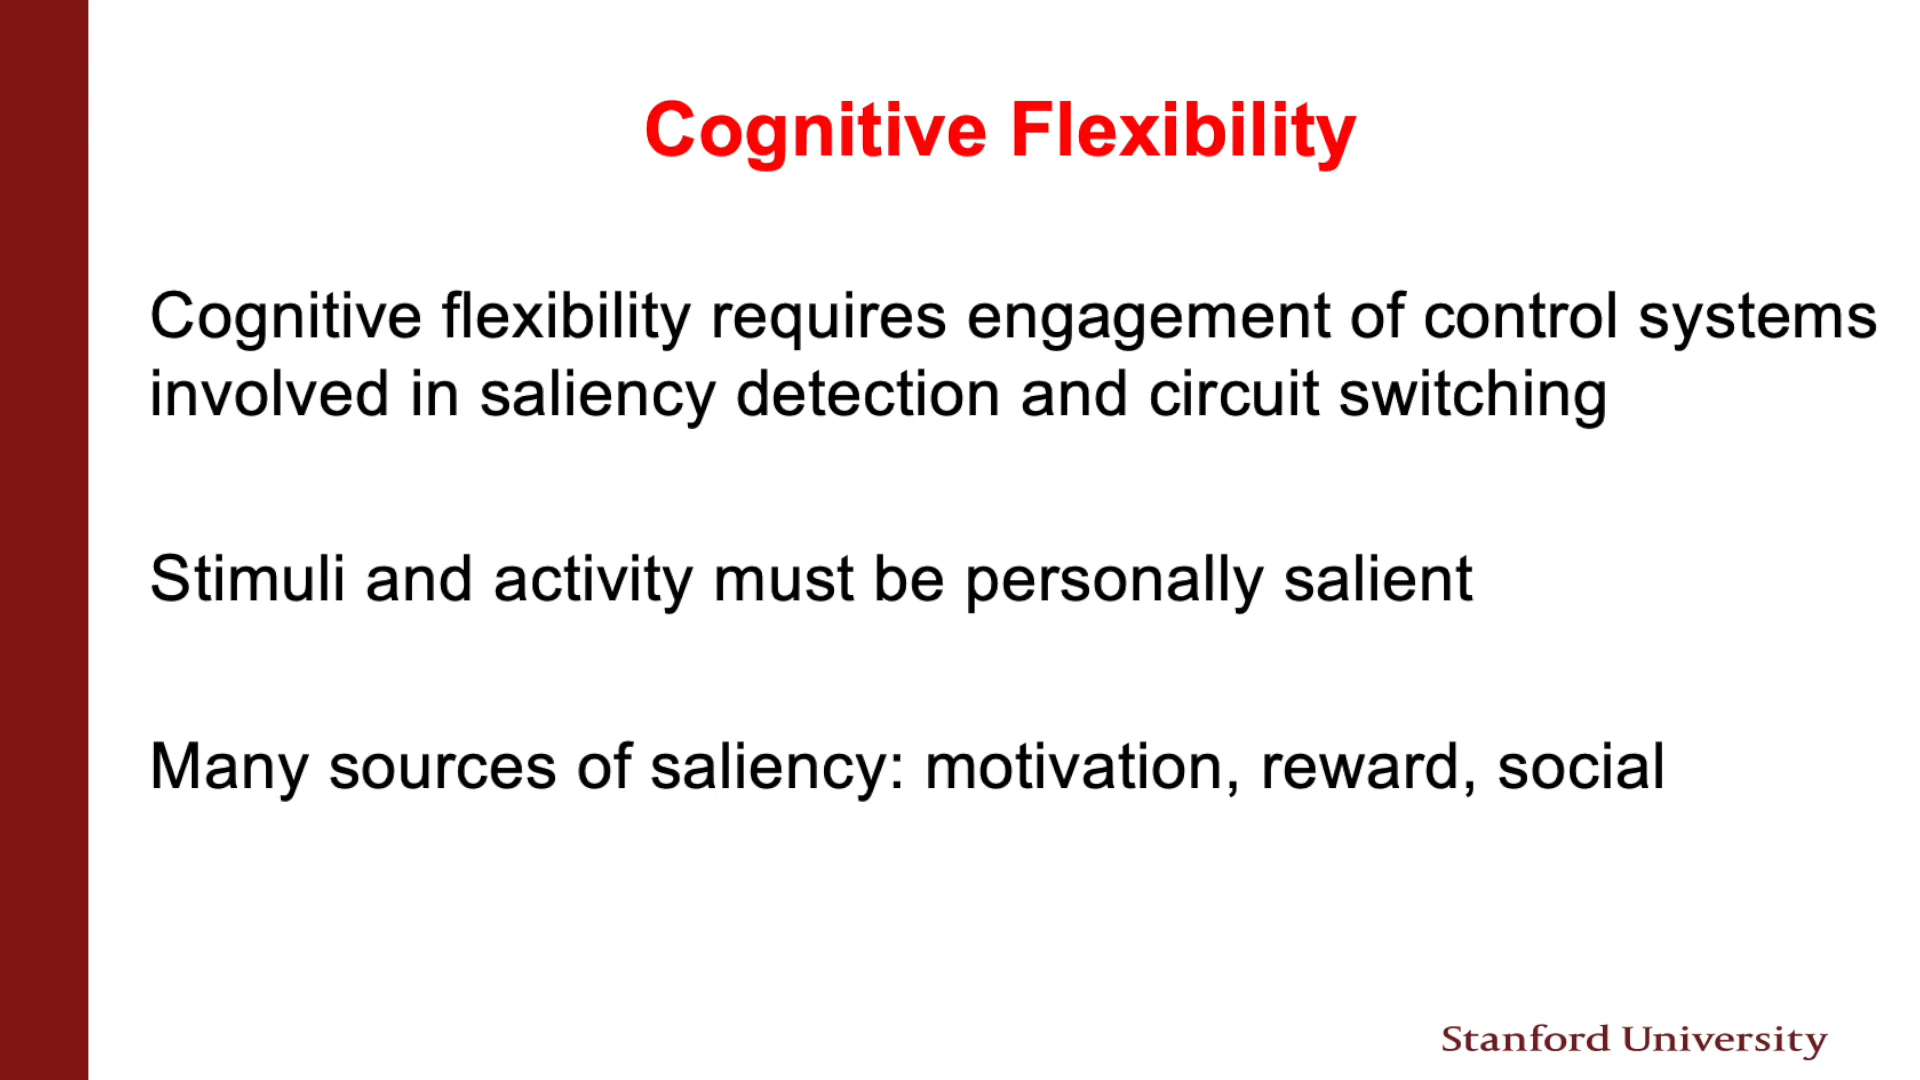 Cognitive Flexibility
Cognitive flexibility requires engagement of control systems
involved in saliency detection and circuit switching
Stimuli and activity must be personally salient
Many sources of saliency: motivation, reward, social
Stanford University